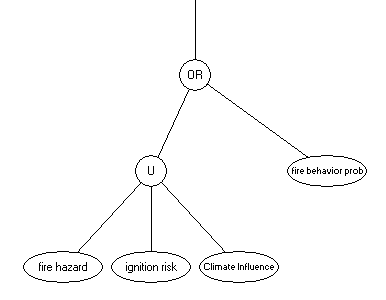 OR
U
fire behavior prob
fire hazard
ignition risk
Climate Influence